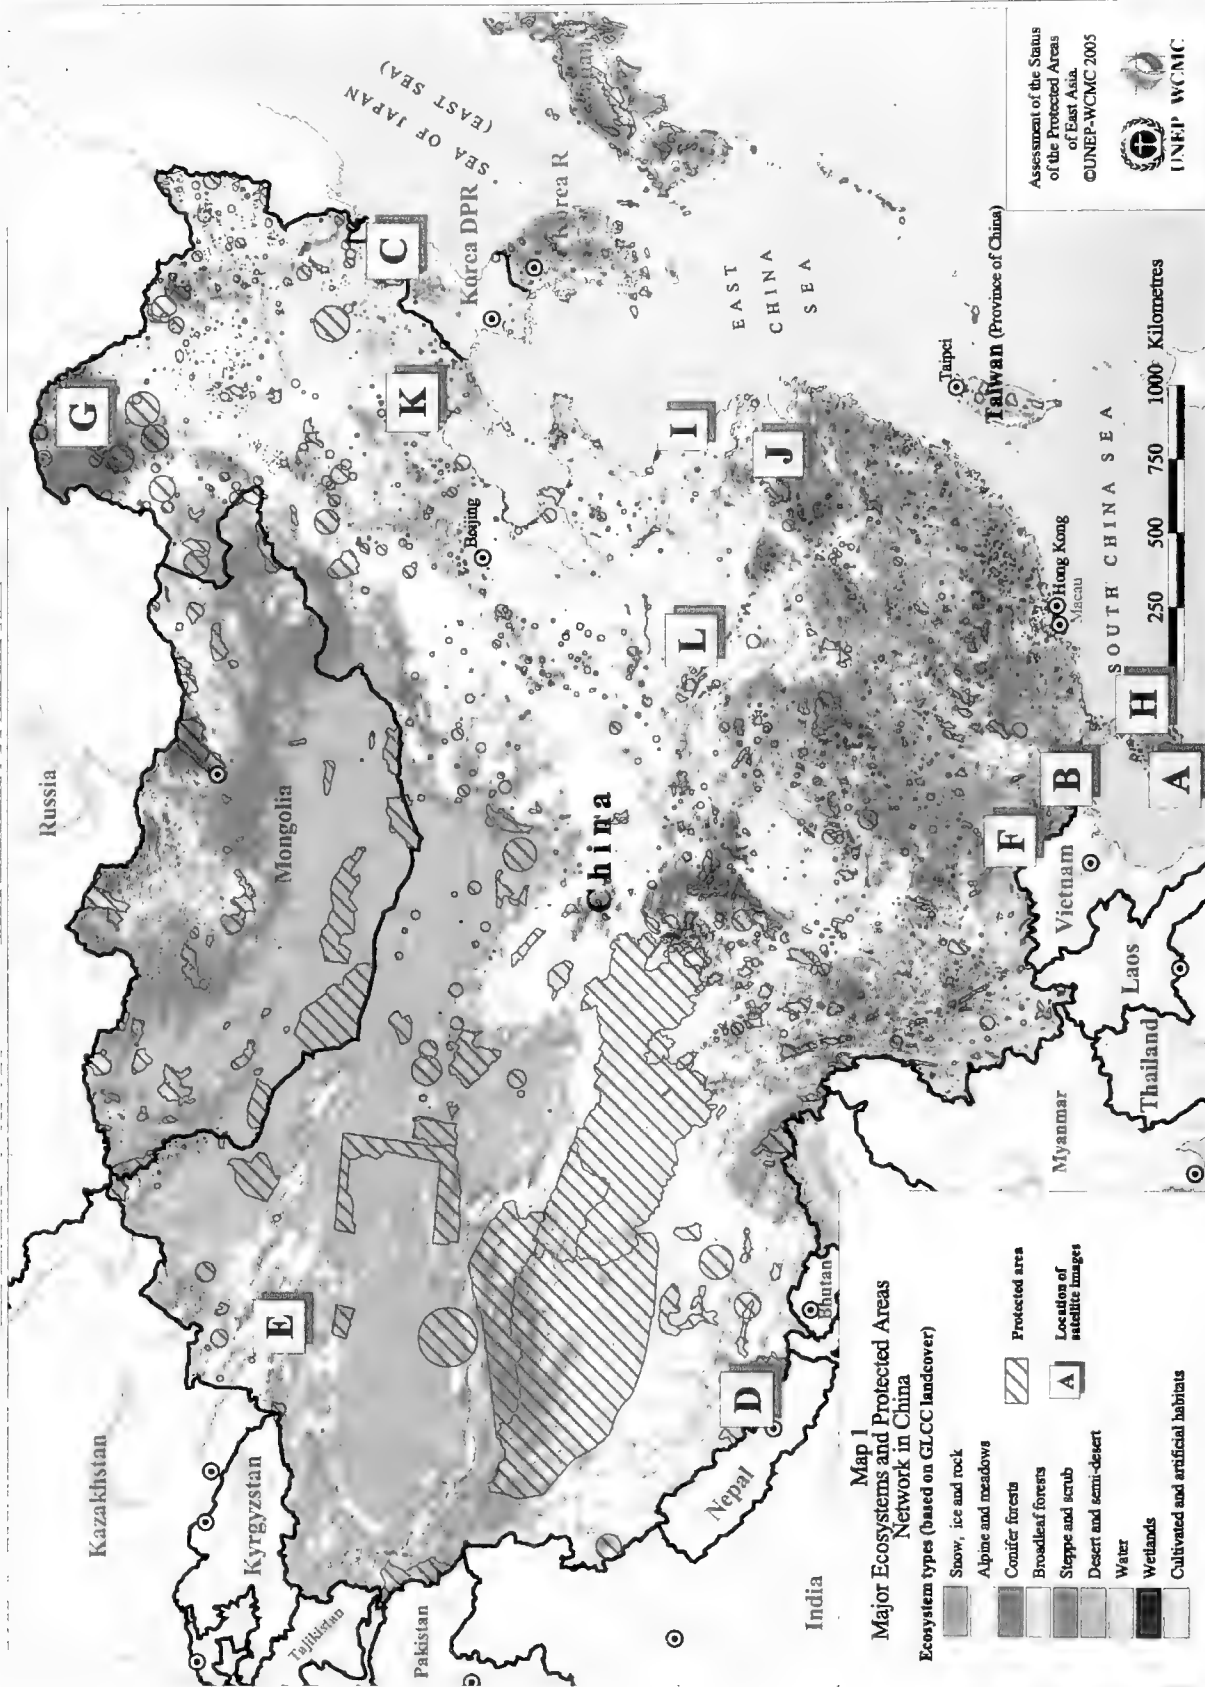 Assessment of the Status
of the Protected Areas
of East Asia.
©UNEP-WCMC 2005
UNEP WCMC
SEA OF JAPAN
(EAST SEA)
Korea DPR
Korea R
EAST
CHINA
SEA
Taipei
Taiwan (Province of China)
SOUTH CHINA SEA
Hong Kong
Macau
250 500 750 1000 Kilometres
Russia
Mongolia
China
Beijing
Kazakhstan
Kyrgyzstan
Tajikistan
Pakistan
India
Nepal
Bhutan
Myanmar
Thailand
Laos
Vietnam
A
B
C
D
E
F
G
H
I
J
K
L
Map 1
Major Ecosystems and Protected Areas
Network in China
Ecosystem types (based on GLCC landcover)
Snow, ice and rock
Alpine and meadows
Conifer forests
Broadleaf forests
Steppe and scrub
Desert and semi-desert
Water
Wetlands
Cultivated and artificial habitats
Protected area
A
Location of
satellite images